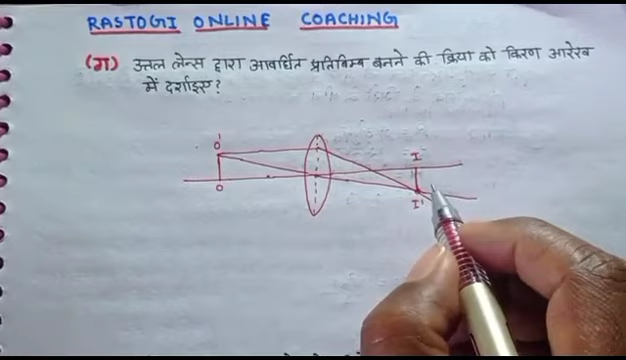 RASTOGI ONLINE COACHING
(ग) उत्तल लेन्स द्वारा आवर्धित प्रतिबिम्ब बनने की क्रिया को किरण आरेख
में दर्शाइए?
O'
I
O
I'